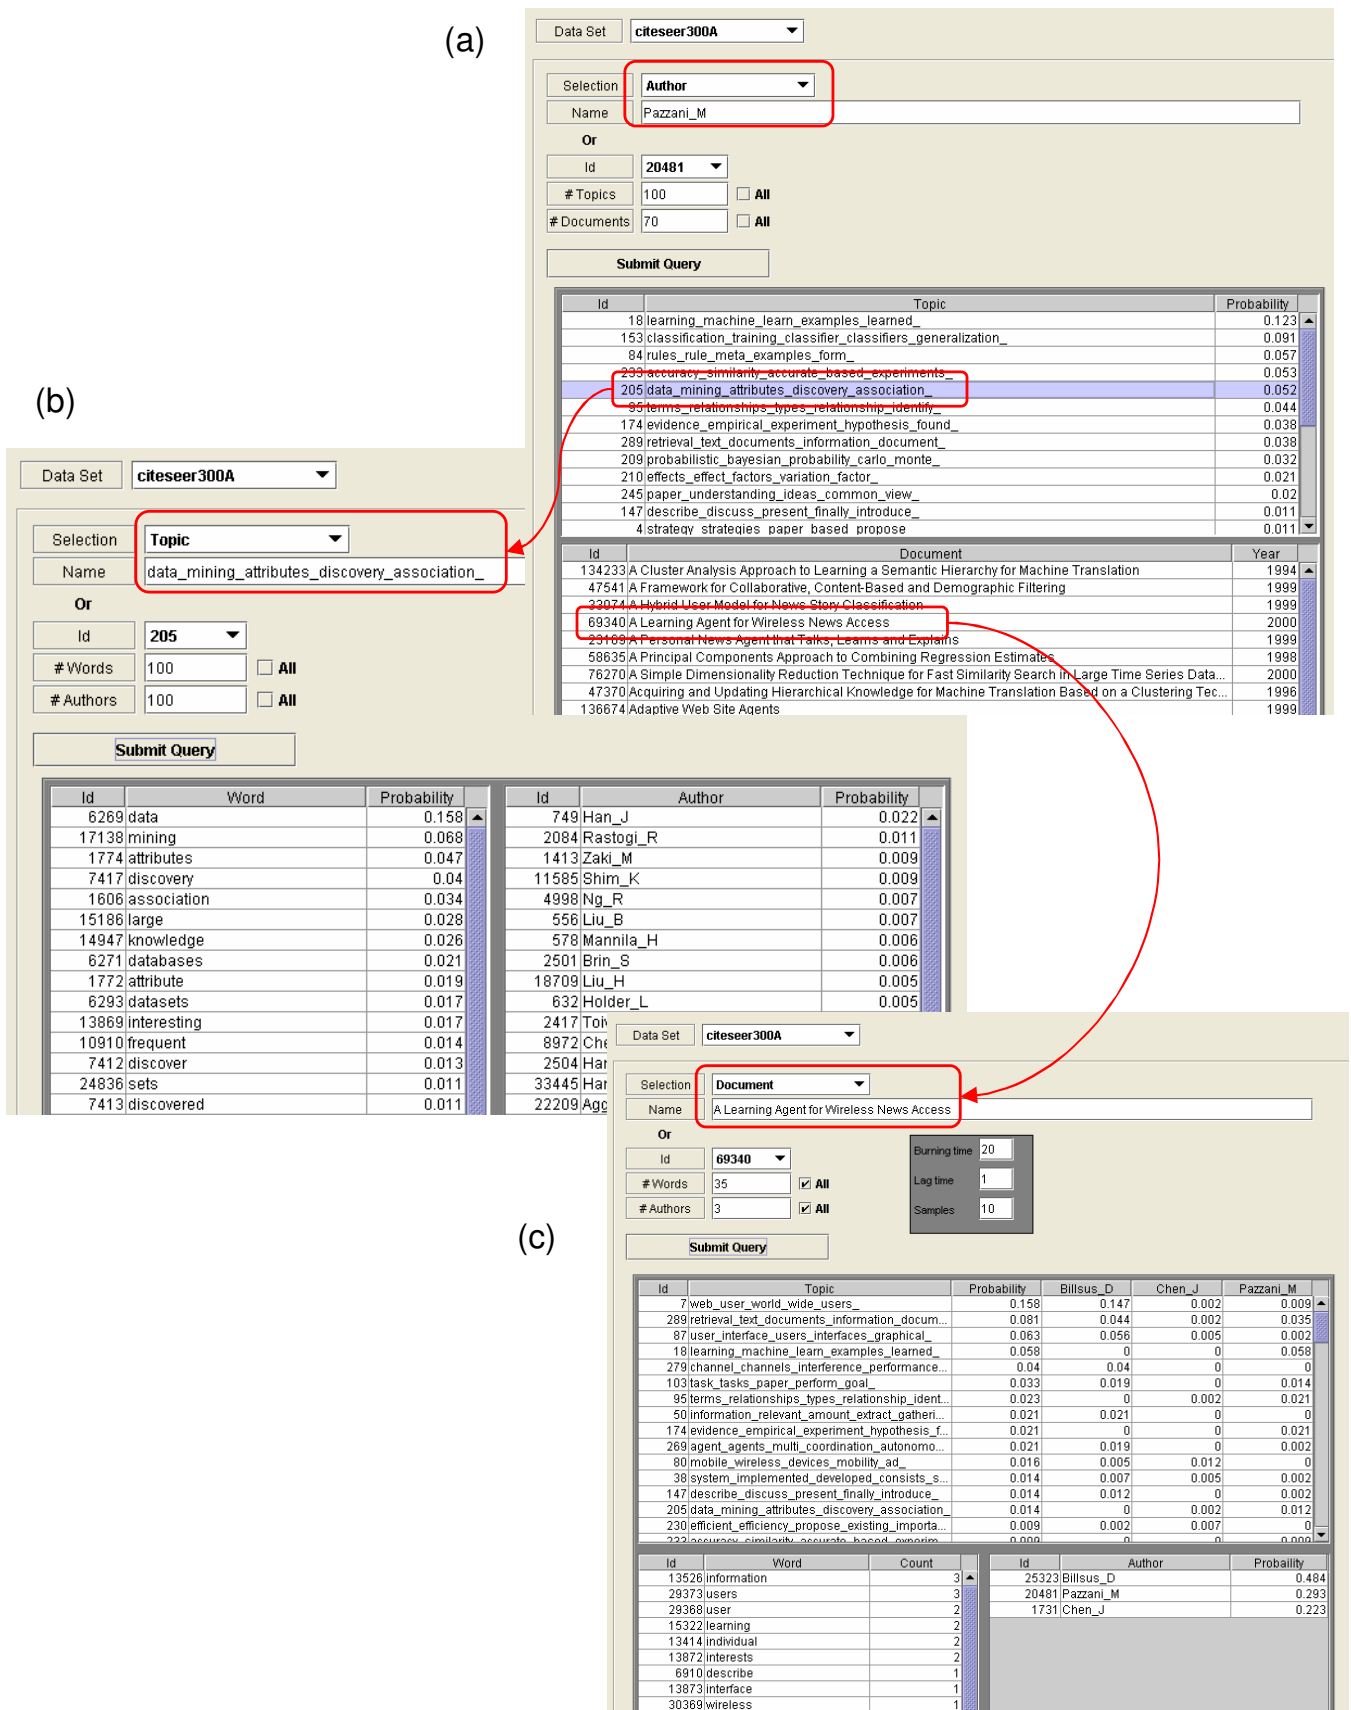 (a)
Data Set citeseer300A
Selection Author
Name Pazzani_M
Or
Id 20481
# Topics 100 All
# Documents 70 All
Submit Query
Id Topic Probability
18 learning_machine_learn_examples_learned_ 0.123
153 classification_training_classifier_classifiers_generalization_ 0.091
84 rules_rule_meta_examples_form_ 0.057
233 accuracy_similarity_accurate_based_experiments_ 0.053
205 data_mining_attributes_discovery_association_ 0.052
95 terms_relationships_types_relationship_identify_ 0.044
174 evidence_empirical_experiment_hypothesis_found_ 0.038
289 retrieval_text_documents_information_document_ 0.038
209 probabilistic_bayesian_probability_carlo_monte_ 0.032
210 effects_effect_factors_variation_factor_ 0.021
245 paper_understanding_ideas_common_view_ 0.02
147 describe_discuss_present_finally_introduce_ 0.011
4 strategy_strategies_paper_based_propose 0.011
Id Document Year
134233 A Cluster Analysis Approach to Learning a Semantic Hierarchy for Machine Translation 1994
47541 A Framework for Collaborative, Content-Based and Demographic Filtering 1999
33074 A Hybrid User Model for News Story Classification 1999
69340 A Learning Agent for Wireless News Access 2000
23169 A Personal News Agent that Talks, Learns and Explains 1999
58635 A Principal Components Approach to Combining Regression Estimates 1998
76270 A Simple Dimensionality Reduction Technique for Fast Similarity Search in Large Time Series Data... 2000
47370 Acquiring and Updating Hierarchical Knowledge for Machine Translation Based on a Clustering Tec... 1996
136674 Adaptive Web Site Agents 1999
(b)
Data Set citeseer300A
Selection Topic
Name data_mining_attributes_discovery_association_
Or
Id 205
# Words 100 All
# Authors 100 All
Submit Query
Id Word Probability
6269 data 0.158
17138 mining 0.068
1774 attributes 0.047
7417 discovery 0.04
1606 association 0.034
15186 large 0.028
14947 knowledge 0.026
6271 databases 0.021
1772 attribute 0.019
6293 datasets 0.017
13869 interesting 0.017
10910 frequent 0.014
7412 discover 0.013
24836 sets 0.011
7413 discovered 0.011
Id Author Probability
749 Han_J 0.022
2084 Rastogi_R 0.011
1413 Zaki_M 0.009
11585 Shim_K 0.009
4998 Ng_R 0.007
556 Liu_B 0.007
578 Mannila_H 0.006
2501 Brin_S 0.006
18709 Liu_H 0.005
632 Holder_L 0.005
2417 Toiv
8972 Che
2504 Har
33445 Har
22209 Agg
(c)
Data Set citeseer300A
Selection Document
Name A Learning Agent for Wireless News Access
Or
Id 69340
# Words 35 All
# Authors 3 All
Burning time 20
Lag time 1
Samples 10
Submit Query
Id Topic Probability Billsus_D Chen_J Pazzani_M
7 web_user_world_wide_users_ 0.158 0.147 0.002 0.009
289 retrieval_text_documents_information_docum... 0.081 0.044 0.002 0.035
87 user_interface_users_interfaces_graphical_ 0.063 0.056 0.005 0.002
18 learning_machine_learn_examples_learned_ 0.058 0 0 0.058
279 channel_channels_interference_performance... 0.04 0.04 0 0
103 task_tasks_paper_perform_goal_ 0.033 0.019 0 0.014
95 terms_relationships_types_relationship_ident... 0.023 0 0.002 0.021
50 information_relevant_amount_extract_gatheri... 0.021 0.021 0 0
174 evidence_empirical_experiment_hypothesis_f... 0.021 0 0 0.021
269 agent_agents_multi_coordination_autonomo... 0.021 0.019 0 0.002
80 mobile_wireless_devices_mobility_ad_ 0.016 0.005 0.012 0
38 system_implemented_developed_consists_s... 0.014 0.007 0.005 0.002
147 describe_discuss_present_finally_introduce_ 0.014 0.012 0 0.002
205 data_mining_attributes_discovery_association_ 0.014 0 0.002 0.012
230 efficient_efficiency_propose_existing_importa... 0.009 0.002 0.007 0
233 accuracy_similarity_accurate_based_experim... 0.009 0 0 0.009
Id Word Count
13526 information 3
29373 users 3
29368 user 2
15322 learning 2
13414 individual 2
13872 interests 2
6910 describe 1
13873 interface 1
30369 wireless 1
Id Author Probaility
25323 Billsus_D 0.484
20481 Pazzani_M 0.293
1731 Chen_J 0.223